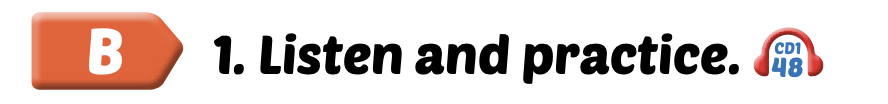 B 1. Listen and practice. CD1 48